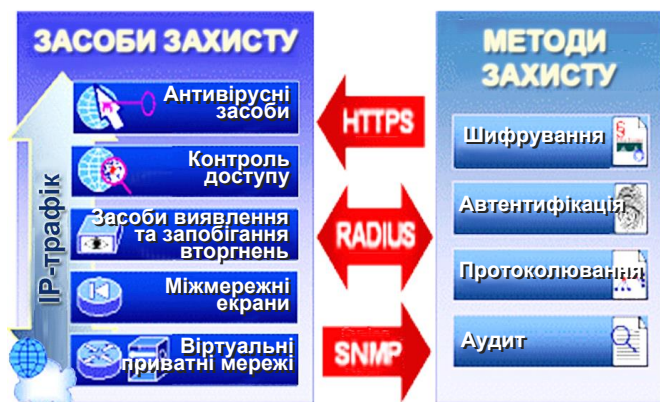 ЗАСОБИ ЗАХИСТУ
IP-трафік
Антивірусні
засоби
Контроль
доступу
Засоби виявлення
та запобігання
вторгнень
Міжмережні
екрани
Віртуальні
приватні мережі
HTTPS
RADIUS
SNMP
МЕТОДИ
ЗАХИСТУ
Шифрування
§
Автентифікація
Протоколювання
Аудит